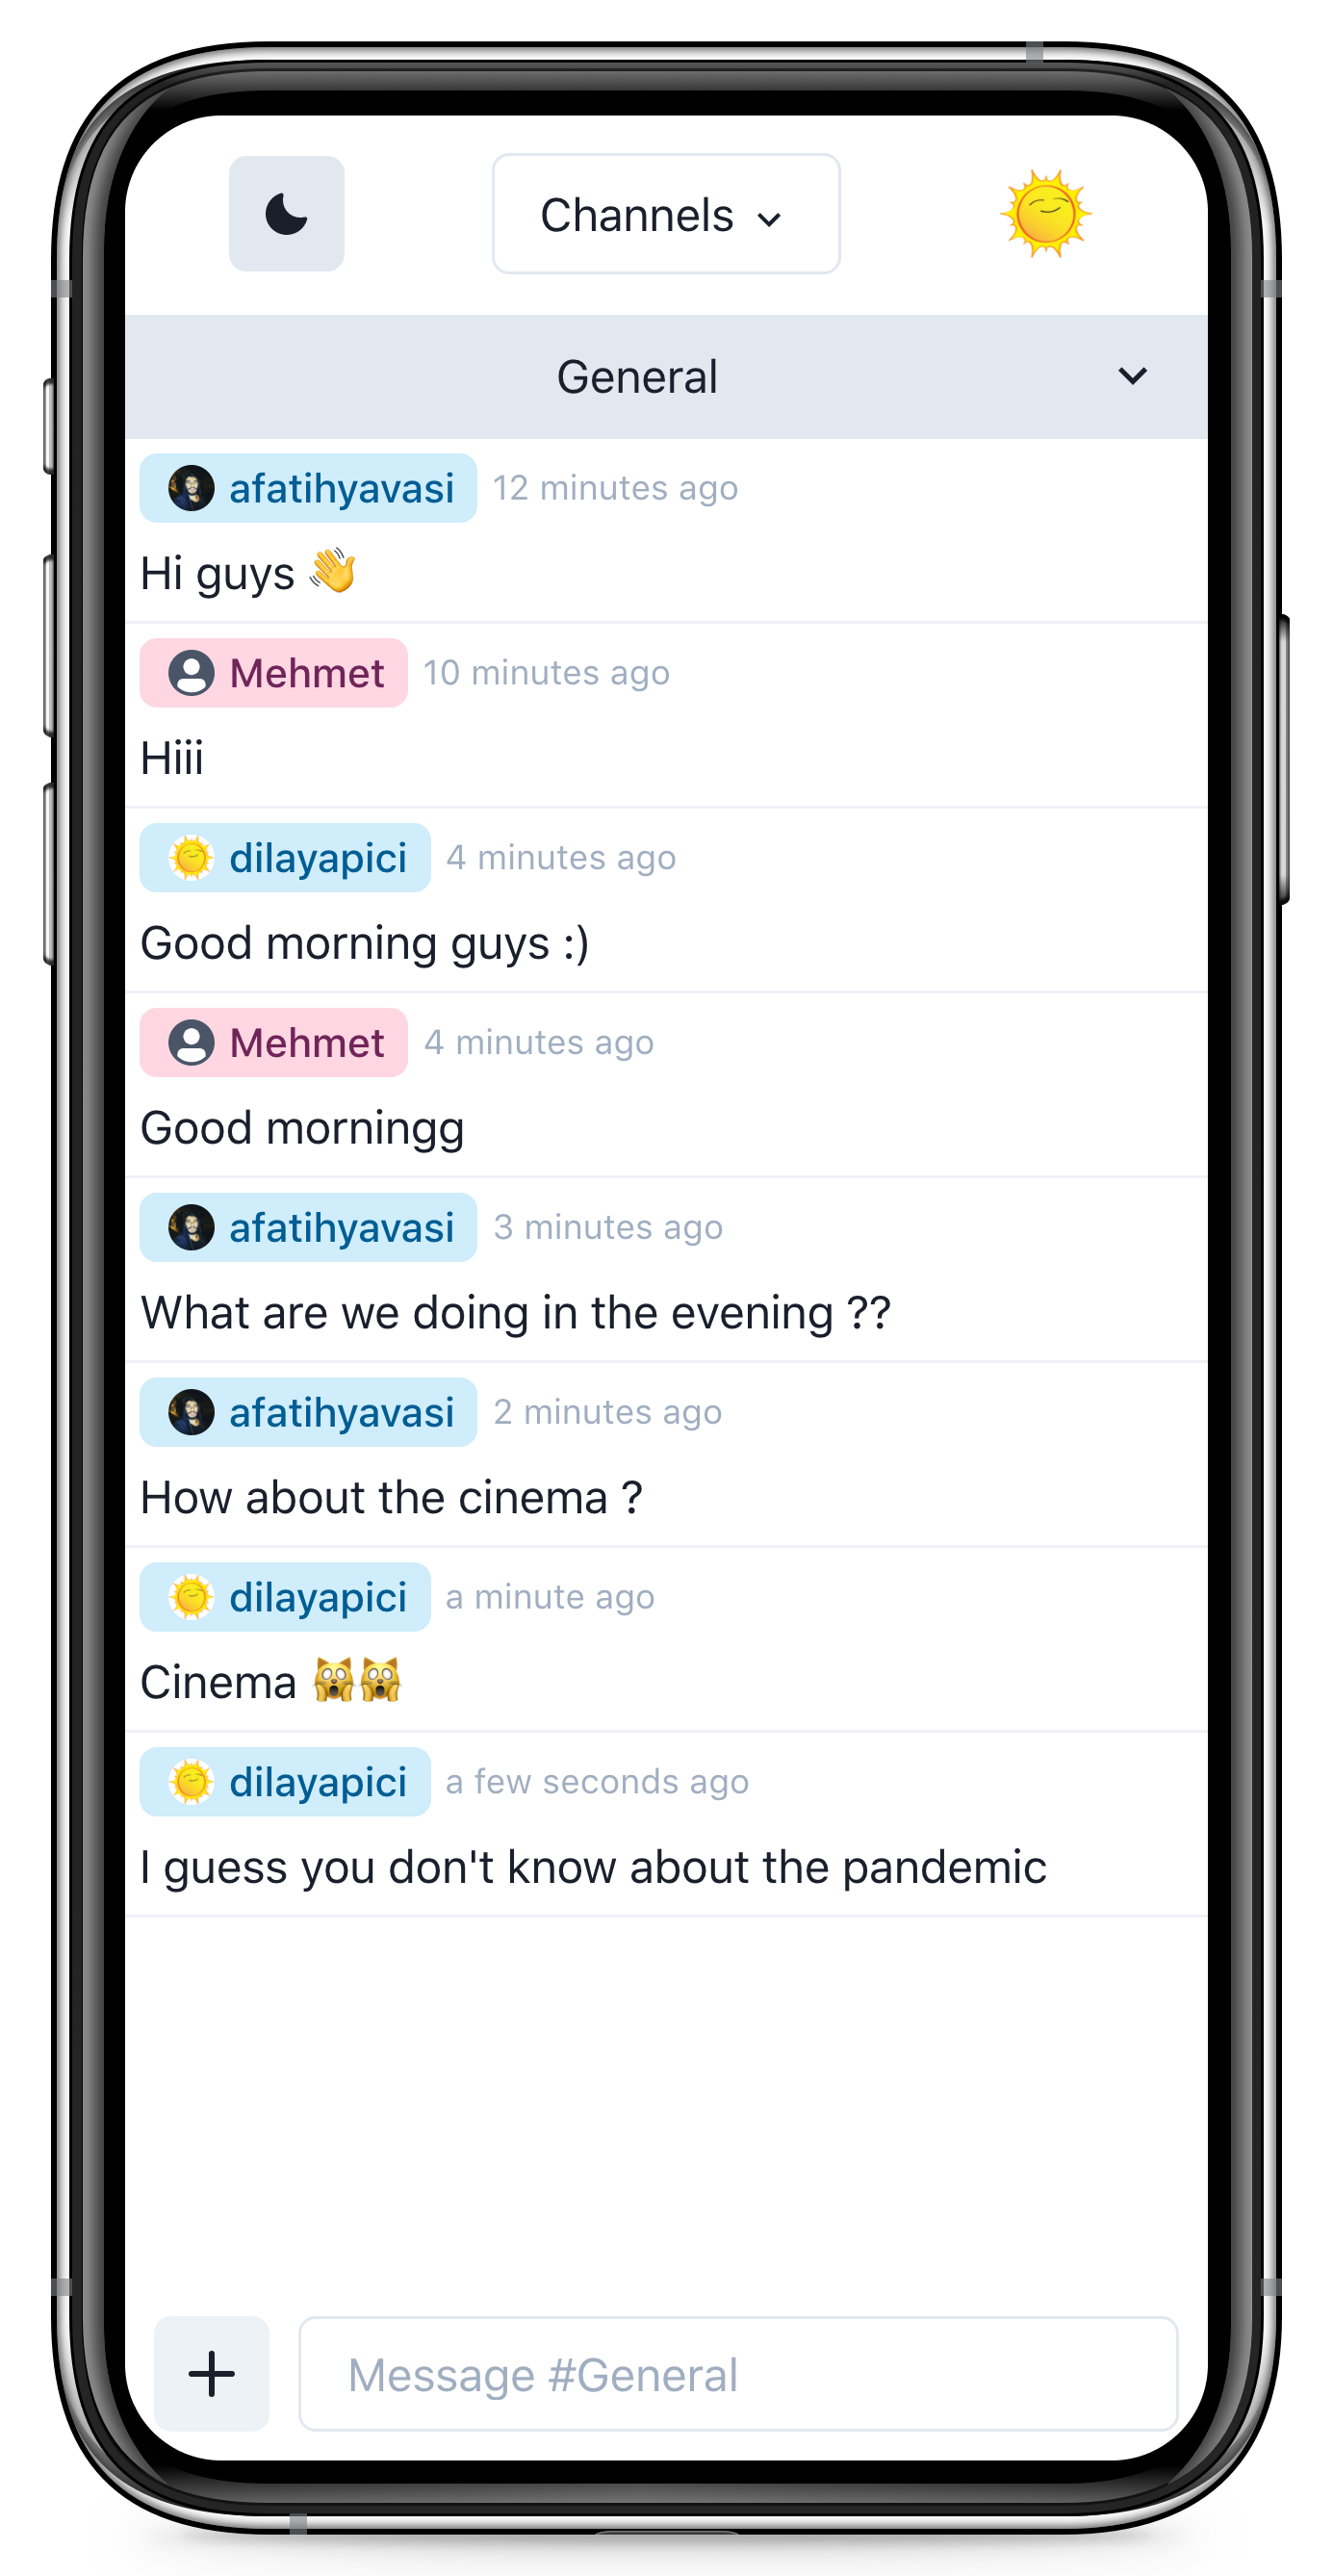 Channels
General
afatihyavasi 12 minutes ago
Hi guys 👋
Mehmet 10 minutes ago
Hiii
dilayapici 4 minutes ago
Good morning guys :)
Mehmet 4 minutes ago
Good morningg
afatihyavasi 3 minutes ago
What are we doing in the evening ??
afatihyavasi 2 minutes ago
How about the cinema ?
dilayapici a minute ago
Cinema 🙀🙀
dilayapici a few seconds ago
I guess you don't know about the pandemic
Message #General